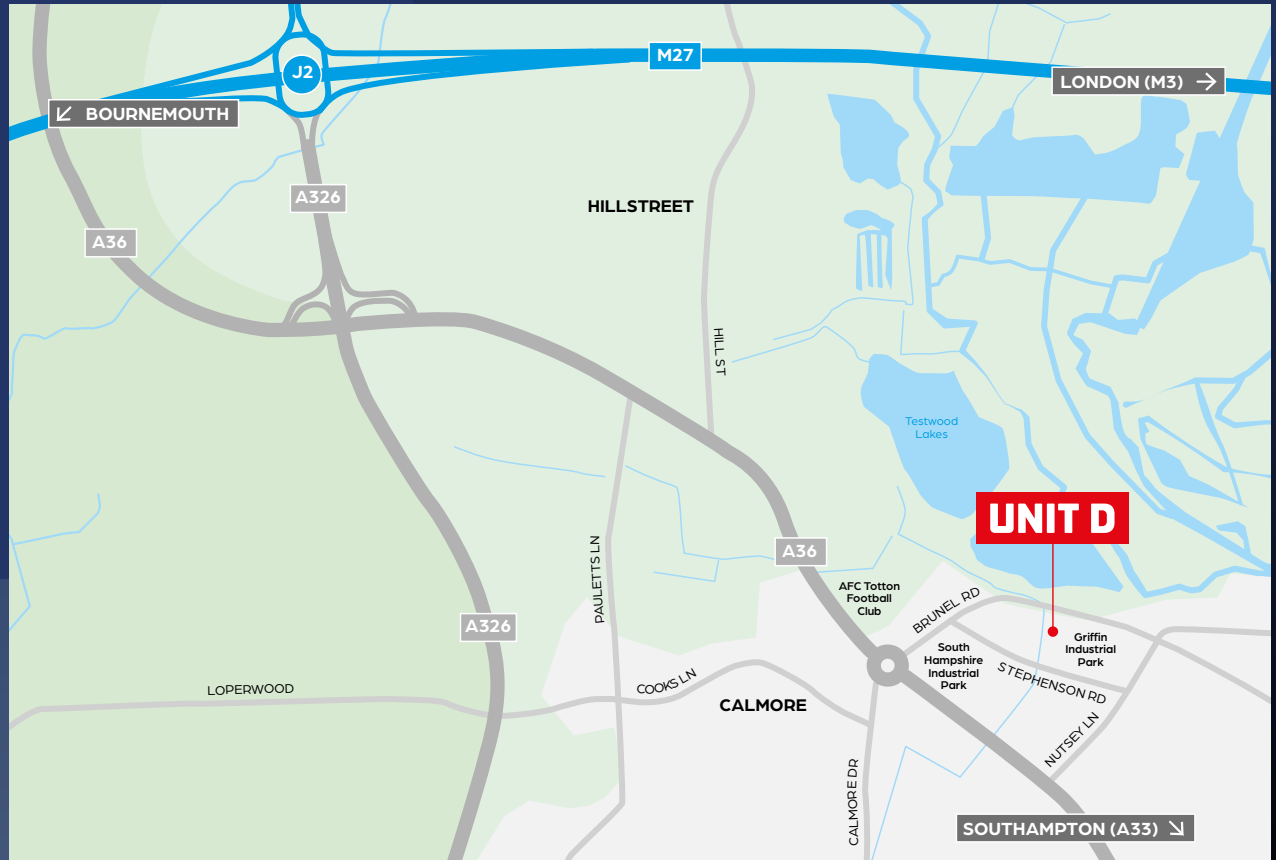 M27
J2
LONDON (M3)
BOURNEMOUTH
A326
HILLSTREET
A36
HILL ST
Testwood
Lakes
UNIT D
A36
PAULETTS LN
AFC Totton
Football
Club
BRUNEL RD
A326
Griffin
Industrial
Park
South
Hampshire
Industrial
Park
STEPHENSON RD
LOPERWOOD
COOKS LN
CALMORE
NUTSEY LN
CALMORE DR
SOUTHAMPTON (A33)